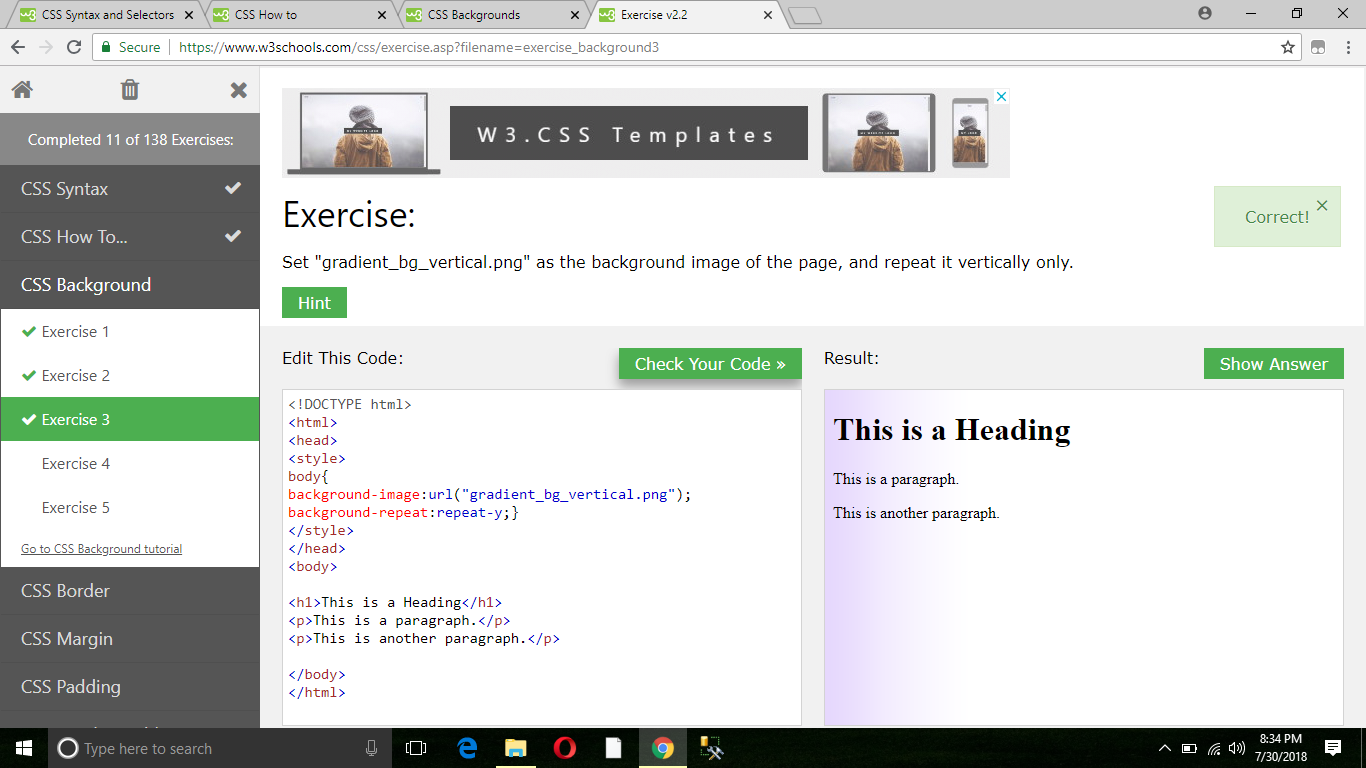 CSS Syntax and Selectors
CSS How to
CSS Backgrounds
Exercise v2.2
Secure
https://www.w3schools.com/css/exercise.asp?filename=exercise_background3
Completed 11 of 138 Exercises:
CSS Syntax
CSS How To...
CSS Background
Exercise 1
Exercise 2
Exercise 3
Exercise 4
Exercise 5
Go to CSS Background tutorial
CSS Border
CSS Margin
CSS Padding
W3.CSS Templates
Exercise:
Correct!
Set "gradient_bg_vertical.png" as the background image of the page, and repeat it vertically only.
Hint
Edit This Code:
Check Your Code »
<!DOCTYPE html>
<html>
<head>
<style>
body{
background-image:url("gradient_bg_vertical.png");
background-repeat:repeat-y;}
</style>
</head>
<body>
<h1>This is a Heading</h1>
<p>This is a paragraph.</p>
<p>This is another paragraph.</p>
</body>
</html>
Result:
Show Answer
This is a Heading
This is a paragraph.
This is another paragraph.
Type here to search
8:34 PM
7/30/2018